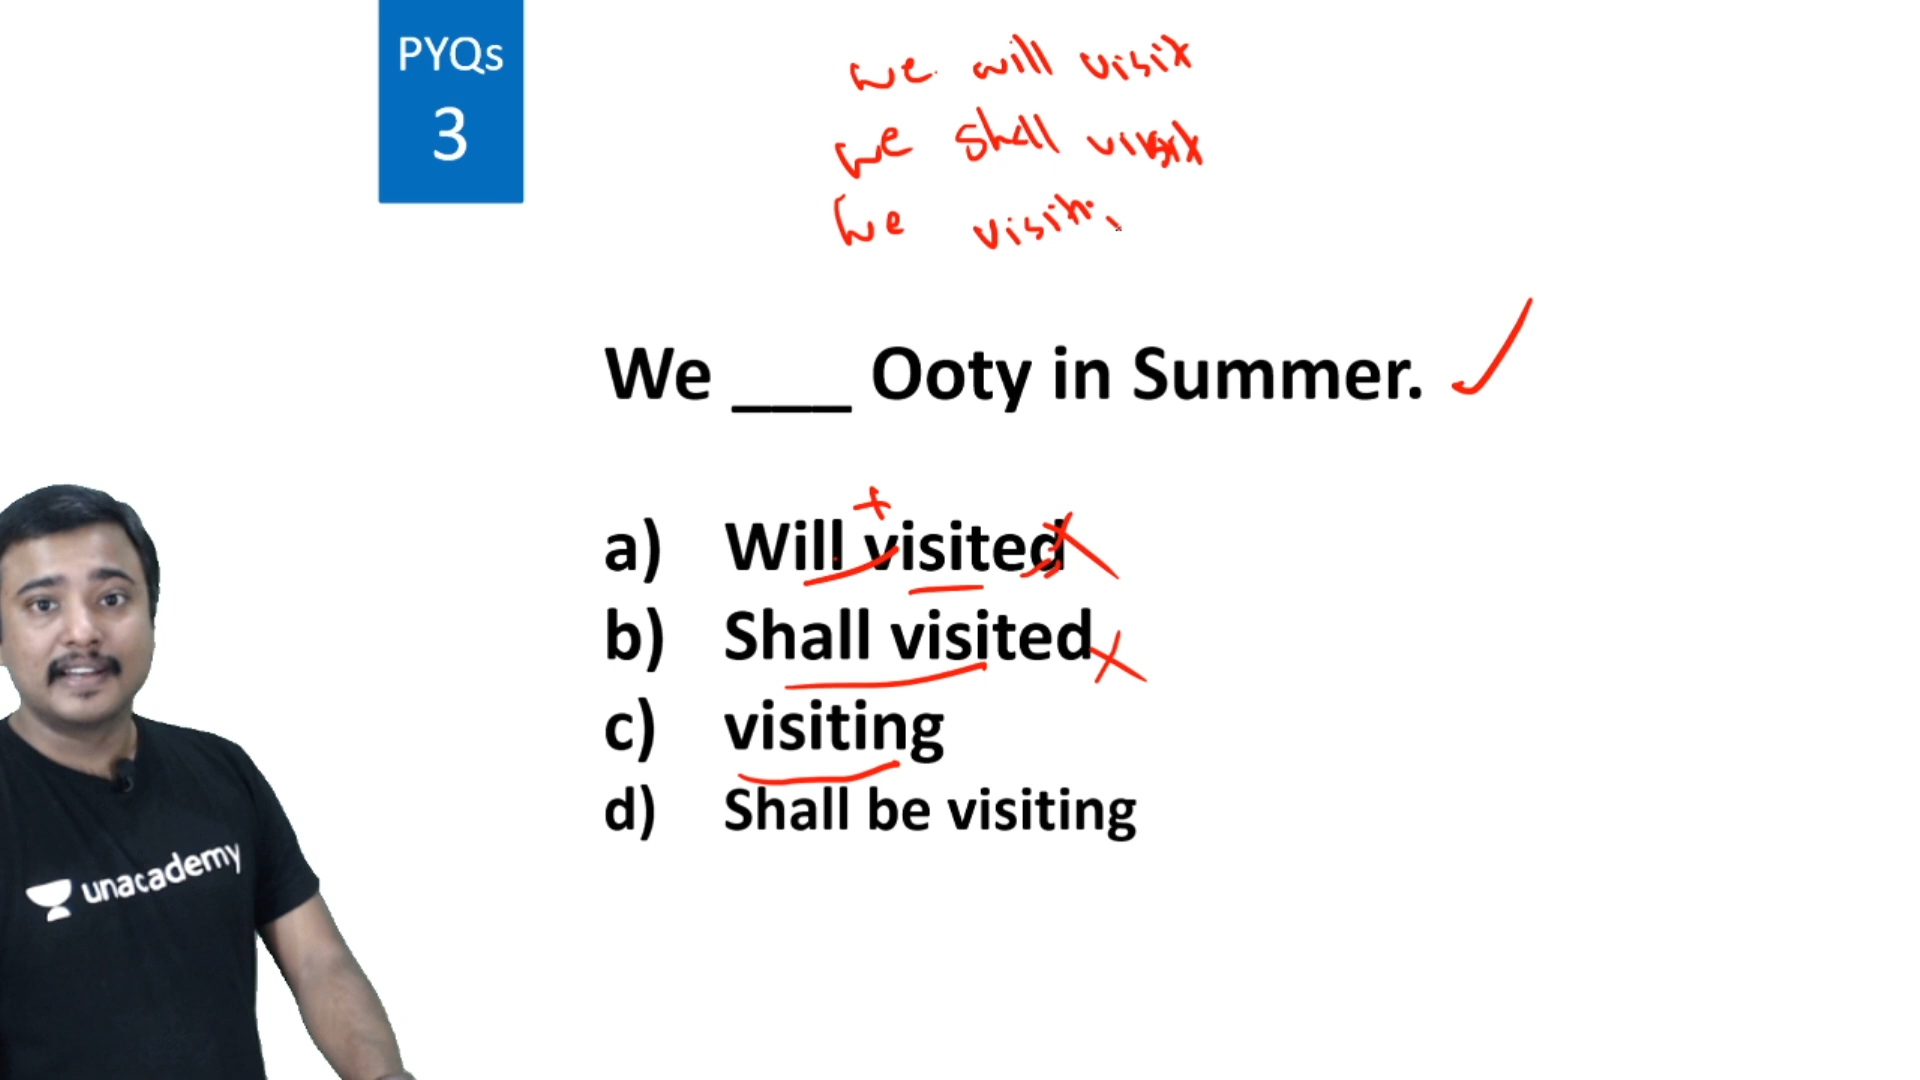 PYQs
3
we will visit
we shall visit
We
We ___ Ooty in Summer.
a) Will visited
b) Shall visited
c) visiting
d) Shall be visiting
unacademy